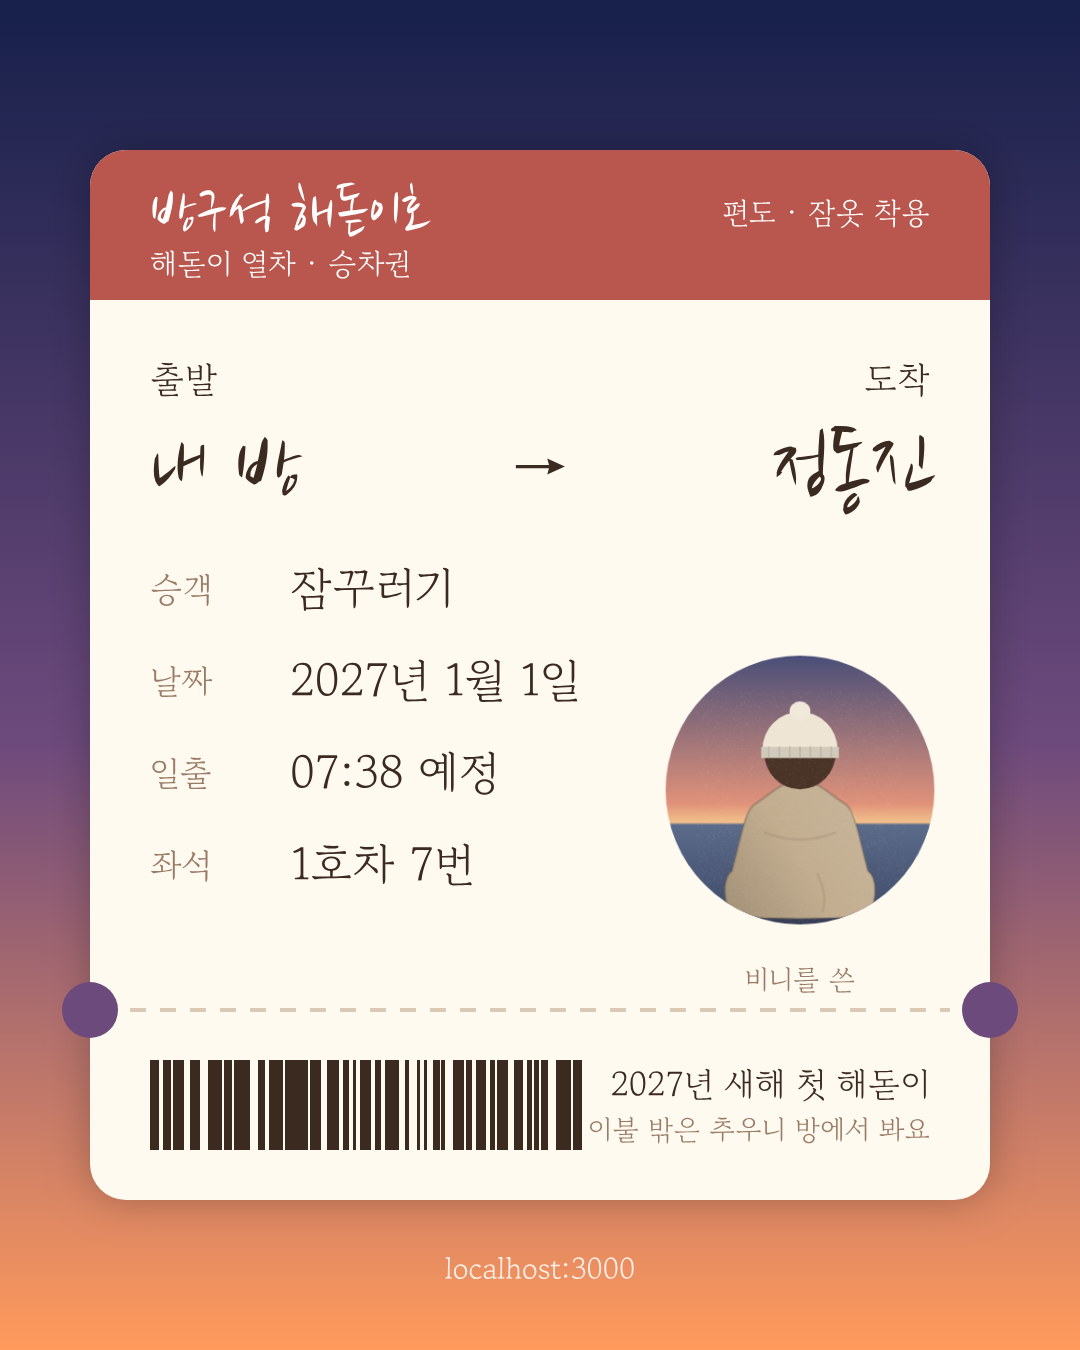 방구석 해돋이호
편도 · 잠옷 착용
해돋이 열차 · 승차권
출발
도착
내 방 → 정동진
승객 잠꾸러기
날짜 2027년 1월 1일
일출 07:38 예정
좌석 1호차 7번
비니를 쓴
2027년 새해 첫 해돋이
이불 밖은 추우니 방에서 봐요
localhost:3000